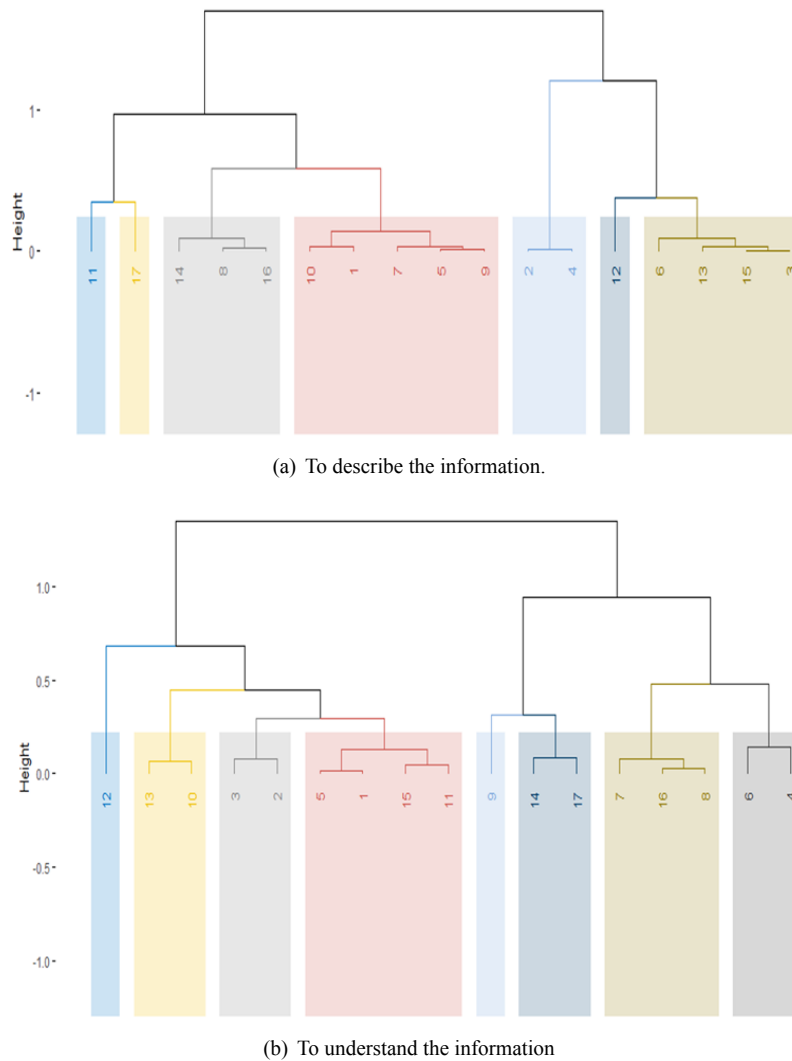 1
0
-1
Height
11 17 14 8 16 10 1 7 5 9 2 4 12 6 13 15 3
(a) To describe the information.
1.0
0.5
0.0
-0.5
-1.0
Height
12 13 10 3 2 5 1 15 11 9 14 17 7 16 8 6 4
(b) To understand the information